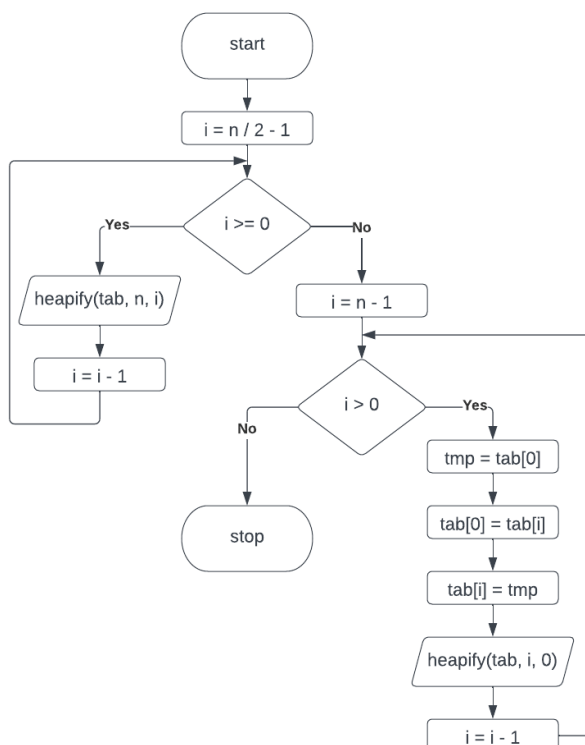 start
i = n / 2 - 1
i >= 0
Yes
No
heapify(tab, n, i)
i = n - 1
i = i - 1
i > 0
Yes
No
tmp = tab[0]
tab[0] = tab[i]
stop
tab[i] = tmp
heapify(tab, i, 0)
i = i - 1